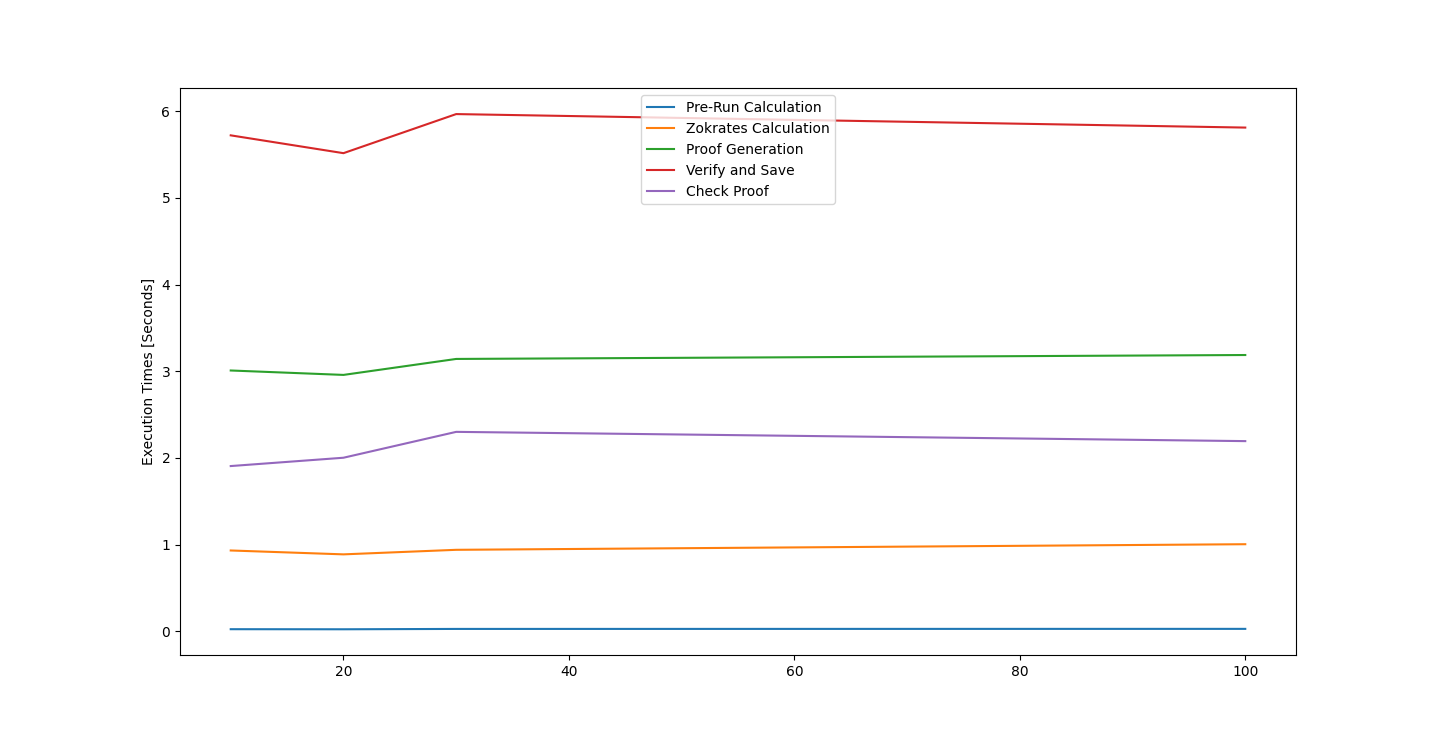 Pre-Run Calculation
Zokrates Calculation
Proof Generation
Verify and Save
Check Proof
Execution Times [Seconds]
6
5
4
3
2
1
0
20
40
60
80
100